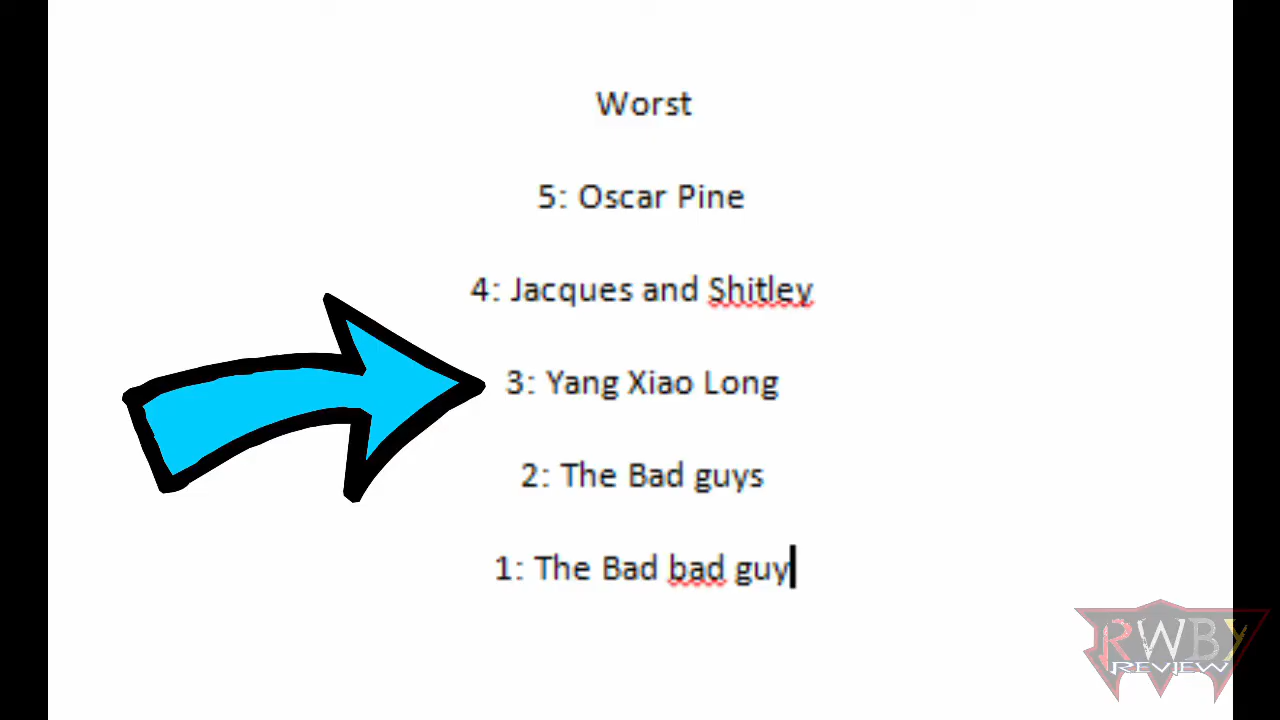 Worst
5: Oscar Pine
4: Jacques and Shitley
3: Yang Xiao Long
2: The Bad guys
1: The Bad bad guy
RWBY
REVIEW